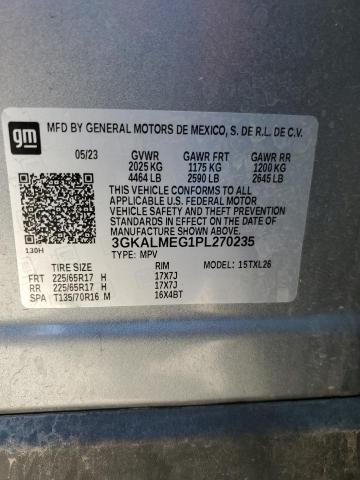 gm
MFD BY GENERAL MOTORS DE MEXICO, S. DE R.L. DE C.V.
05/23 GVWR GAWR FRT GAWR RR
2025 KG 1175 KG 1200 KG
4464 LB 2590 LB 2645 LB
THIS VEHICLE CONFORMS TO ALL
APPLICABLE U.S. FEDERAL MOTOR
VEHICLE SAFETY AND THEFT PREVENTION
STANDARDS IN EFFECT ON THE DATE OF
MANUFACTURE SHOWN ABOVE.
3GKALMEG1PL270235
130H TYPE: MPV MODEL: 15TXL26
TIRE SIZE RIM
FRT 225/65R17 H 17X7J
RR 225/65R17 H 17X7J
SPA T135/70R16 M 16X4BT